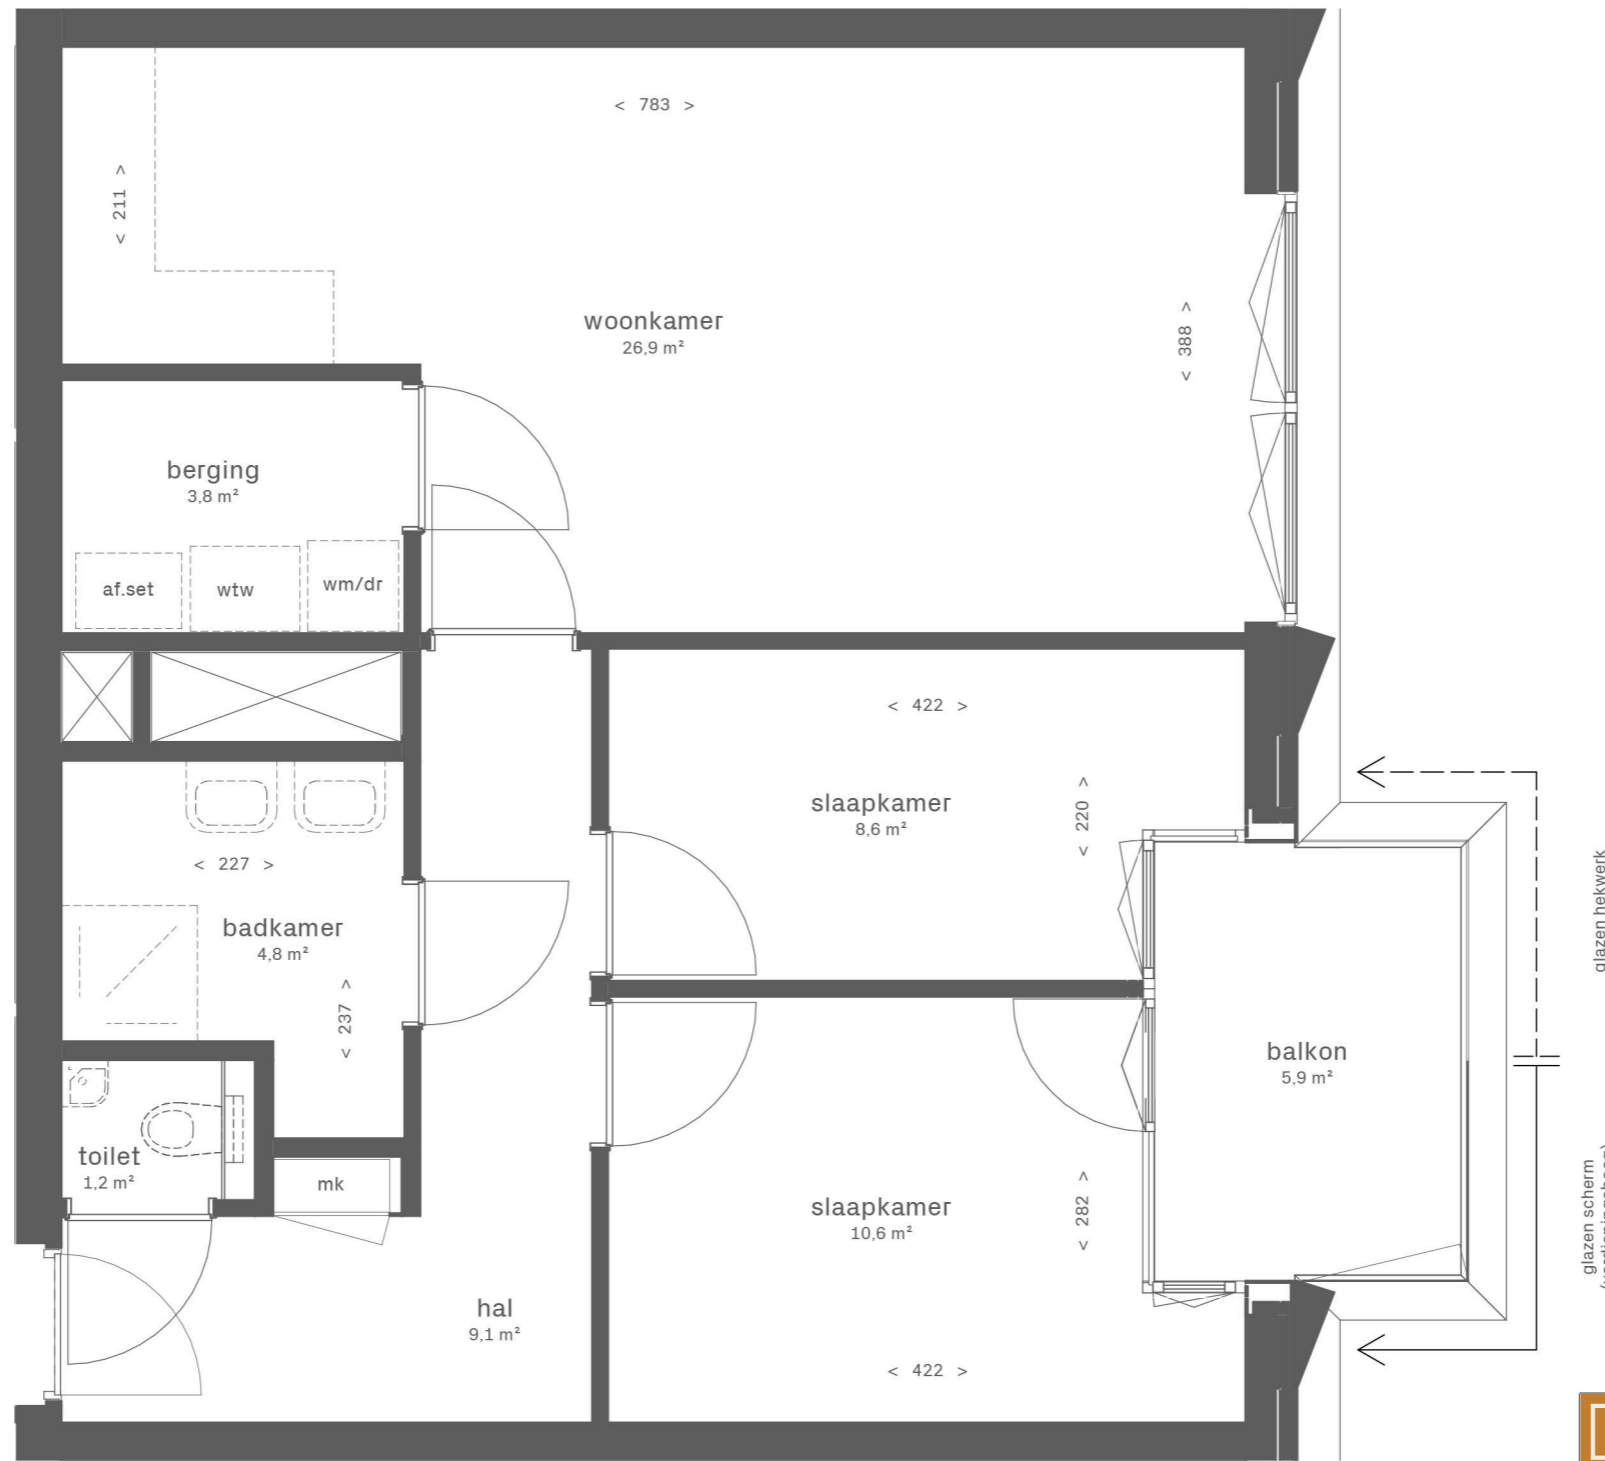 < 783 >
< 211 >
woonkamer
26,9 m²
< 388 >
berging
3,8 m²
af.set
wtw
wm/dr
< 422 >
slaapkamer
8,6 m²
< 220 >
< 227 >
badkamer
4,8 m²
< 237 >
glazen hekwerk
balkon
5,9 m²
toilet
1,2 m²
mk
slaapkamer
10,6 m²
< 282 >
glazen scherm
hal
9,1 m²
< 422 >